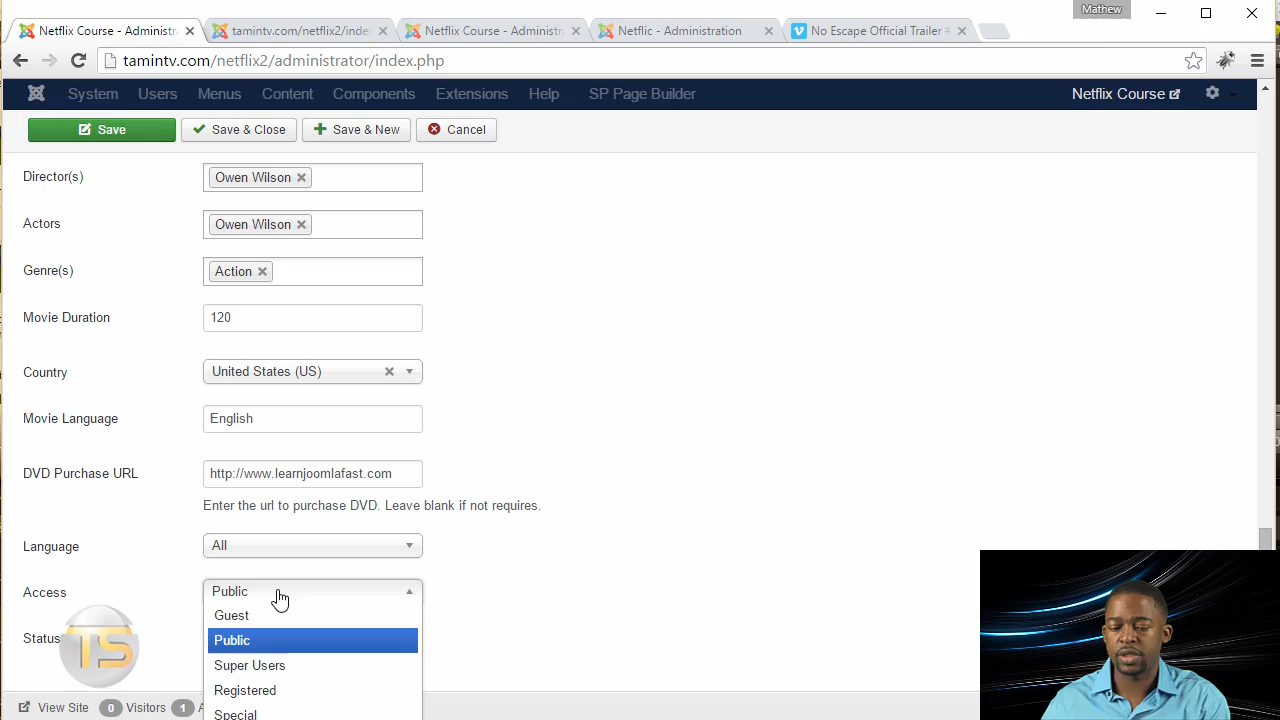 Mathew
Netflix Course - Administr
tamintv.com/netflix2/inde
Netflix Course - Administr
Netflic - Administration
No Escape Official Trailer
tamintv.com/netflix2/administrator/index.php
System Users Menus Content Components Extensions Help SP Page Builder Netflix Course
Save Save & Close Save & New Cancel
Director(s) Owen Wilson
Actors Owen Wilson
Genre(s) Action
Movie Duration 120
Country United States (US)
Movie Language English
DVD Purchase URL http://www.learnjoomlafast.com
Enter the url to purchase DVD. Leave blank if not requires.
Language All
Access Public
Guest
Status
Public
TS
Super Users
Registered
Special
View Site 0 Visitors 1 A